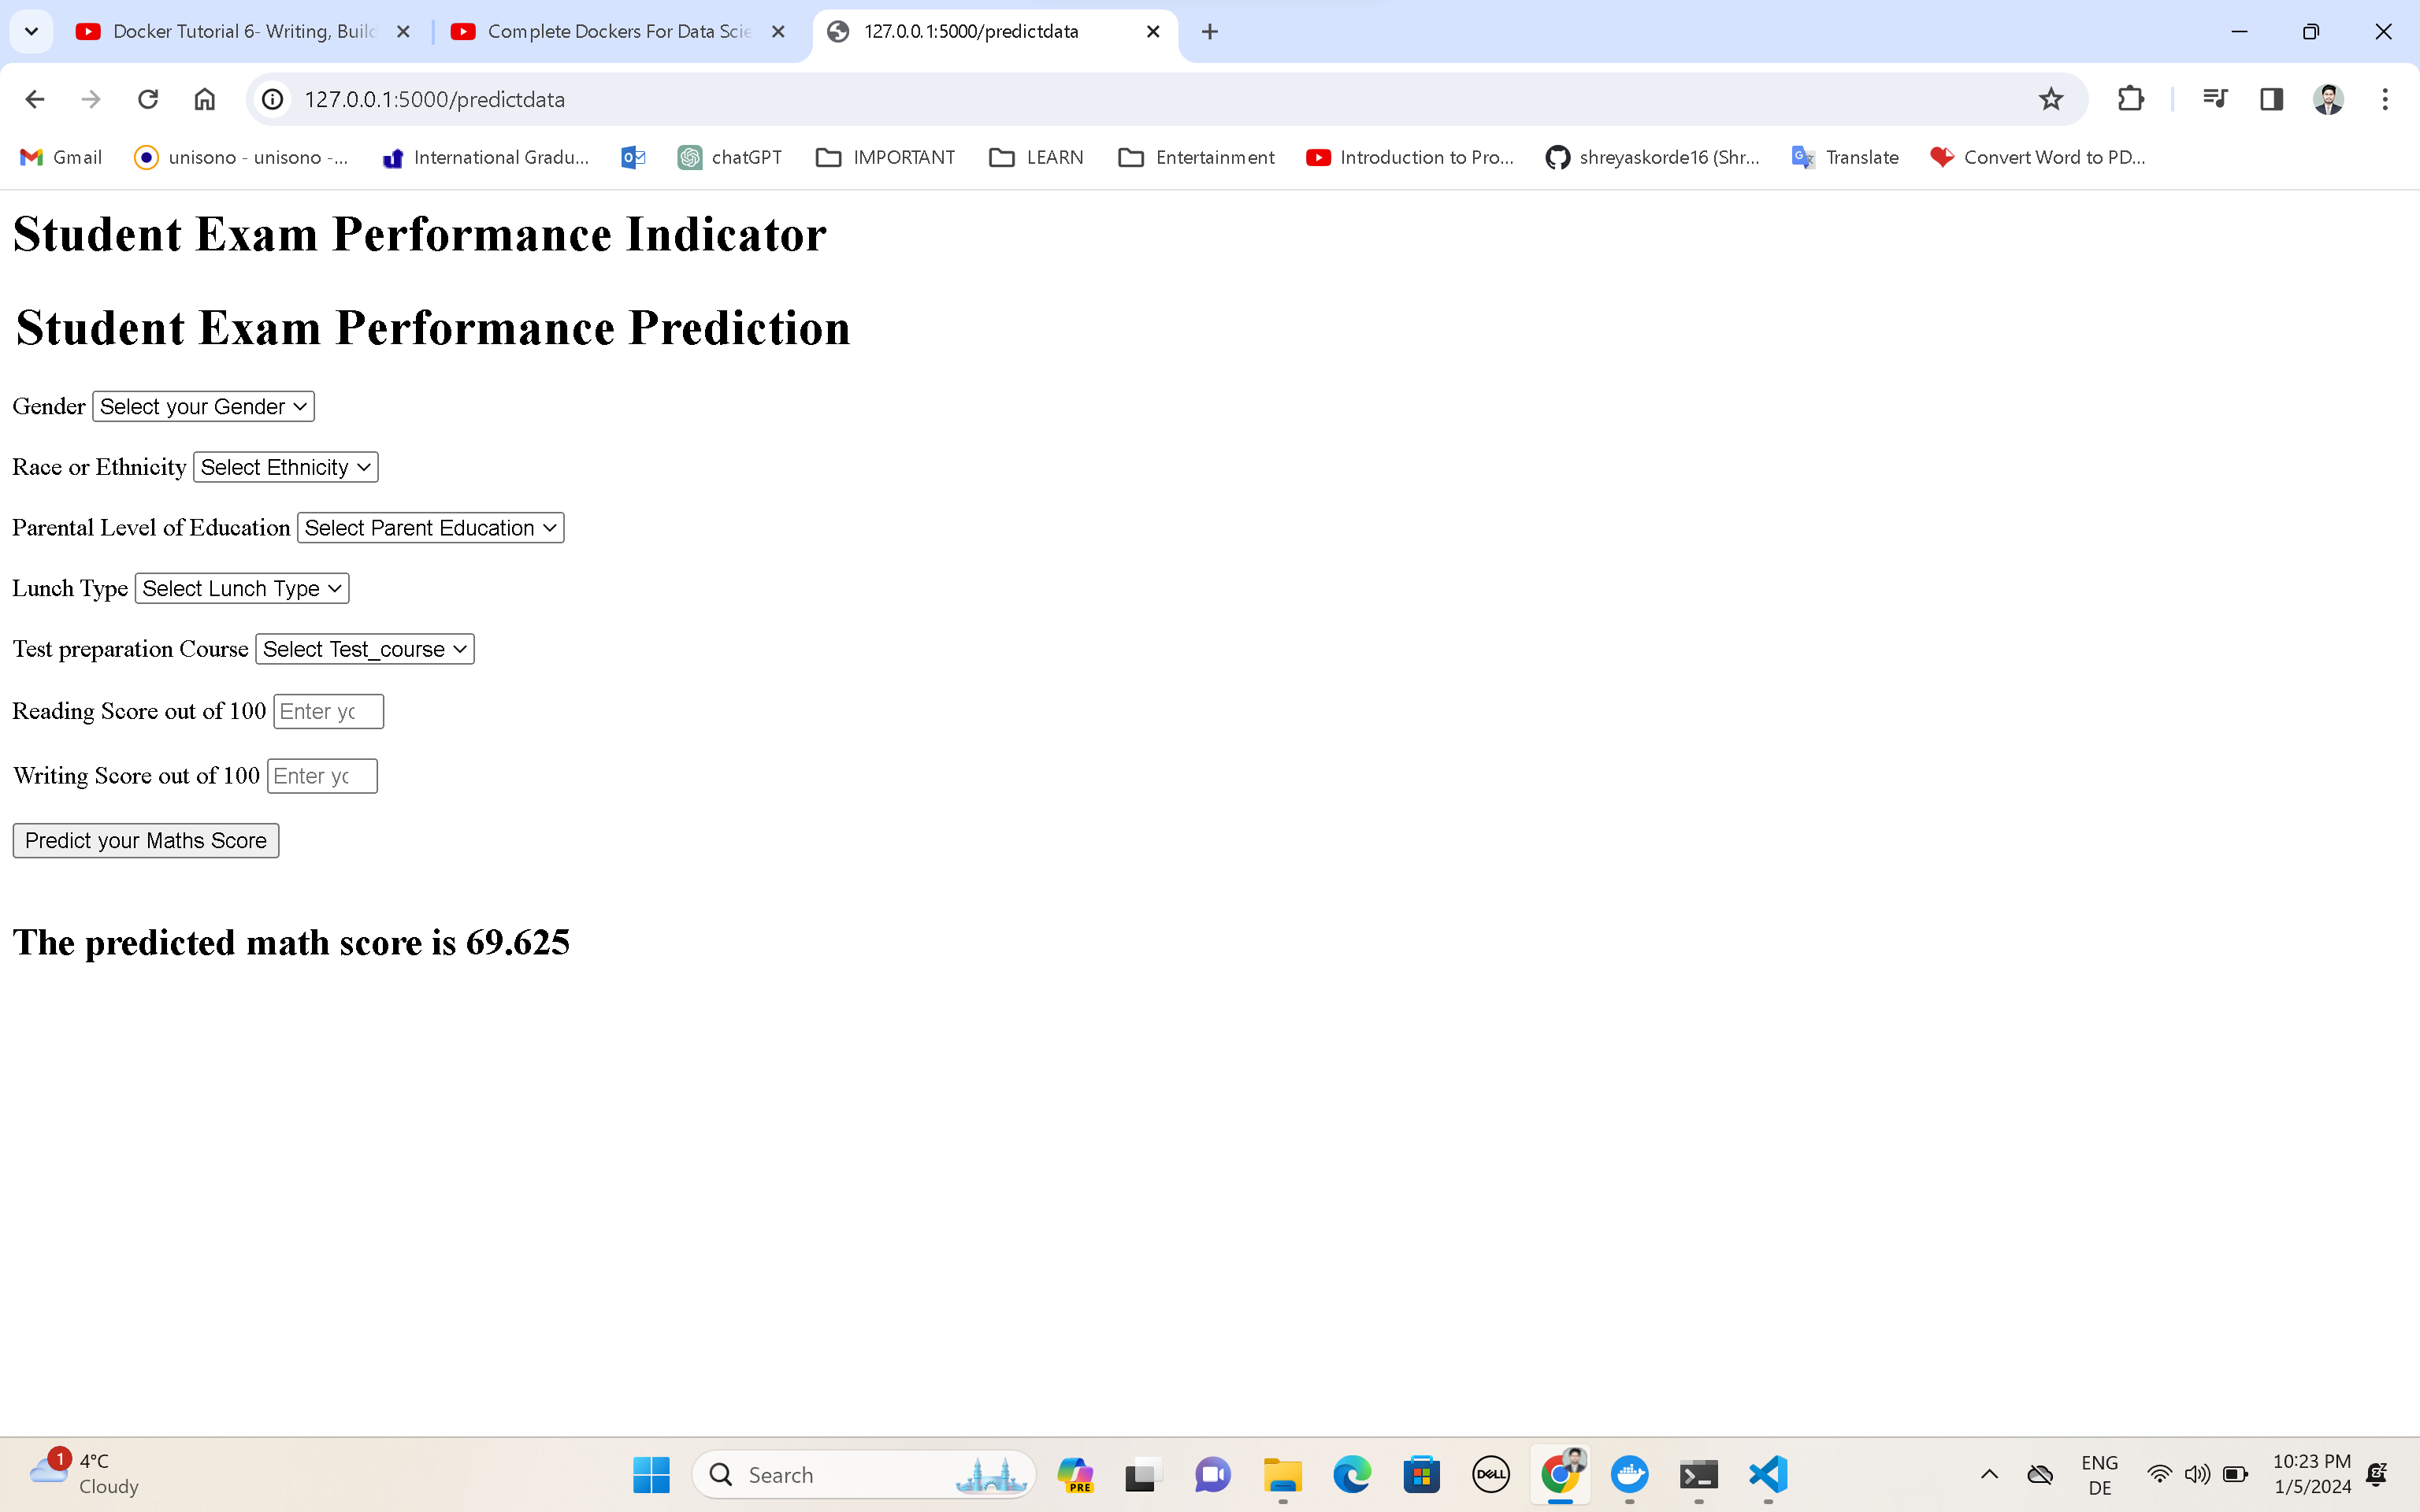 Docker Tutorial 6- Writing, Build
Complete Dockers For Data Scie
127.0.0.1:5000/predictdata
127.0.0.1:5000/predictdata
Gmail
unisono - unisono -...
International Gradu...
chatGPT
IMPORTANT
LEARN
Entertainment
Introduction to Pro...
shreyaskorde16 (Shr...
Translate
Convert Word to PD...
Student Exam Performance Indicator
Student Exam Performance Prediction
Gender Select your Gender
Race or Ethnicity Select Ethnicity
Parental Level of Education Select Parent Education
Lunch Type Select Lunch Type
Test preparation Course Select Test_course
Reading Score out of 100 Enter yo
Writing Score out of 100 Enter yo
Predict your Maths Score
The predicted math score is 69.625
1
4°C
Cloudy
Search
PRE
DELL
ENG
DE
10:23 PM
1/5/2024